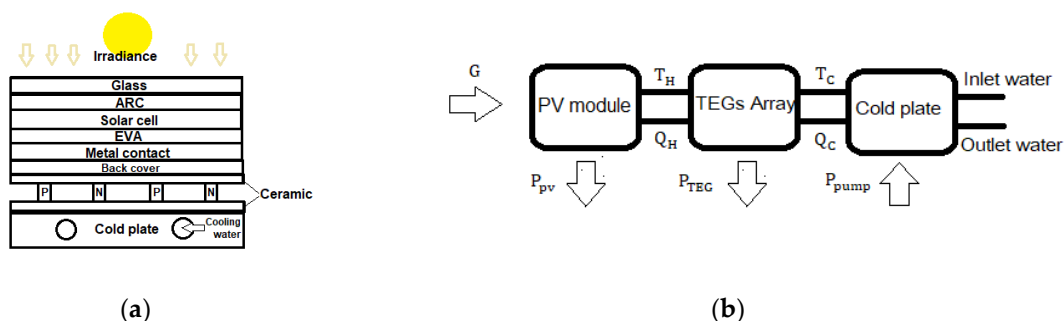 Irradiance
Glass
ARC
Solar cell
EVA
Metal contact
Back cover
P N P N
Ceramic
Cold plate
Cooling
water
(a)
G
PV module
T_H
Q_H
TEGs Array
T_C
Q_C
Cold plate
Inlet water
Outlet water
P_pv
P_TEG
P_pump
(b)